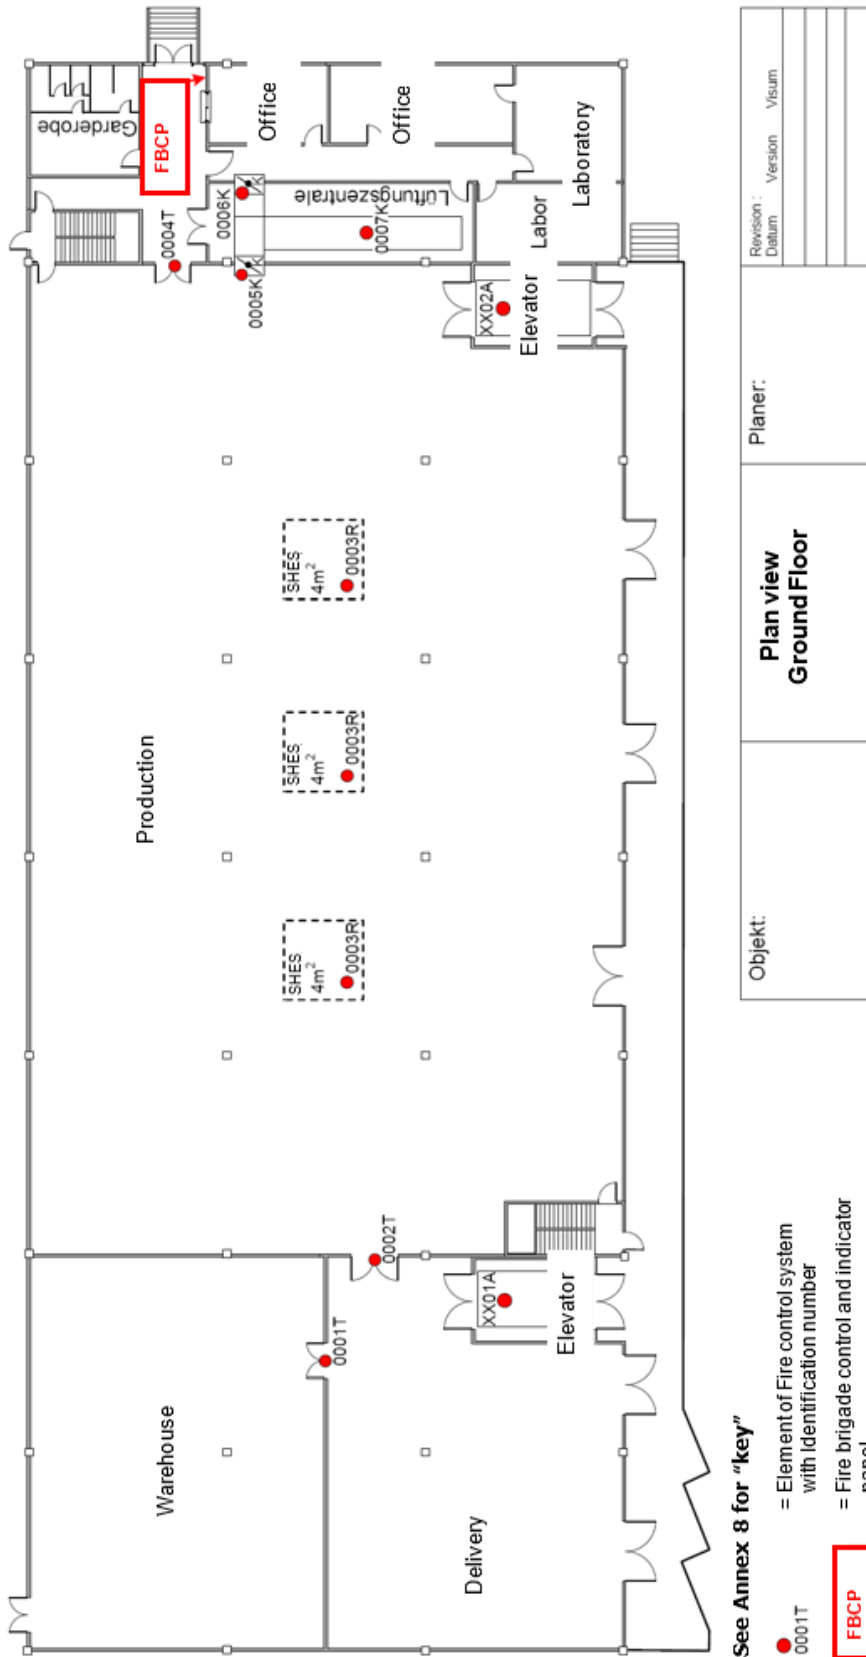 Garderobe
FBCP
Office
Office
Laboratory
Labor
Lüftungszentrale
0004T
0006K
0005K
0007K
XX02A
Elevator
Production
SHES
4m²
0003R
SHES
4m²
0003R
SHES
4m²
0003R
0002T
0001T
XX01A
Elevator
Warehouse
Delivery
K
K
See Annex 8 for "key"
0001T
= Element of Fire control system
with Identification number
FBCP
= Fire brigade control and indicator
panel
Objekt:
Plan view
Ground Floor
Planer:
Revision :
Datum Version Visum